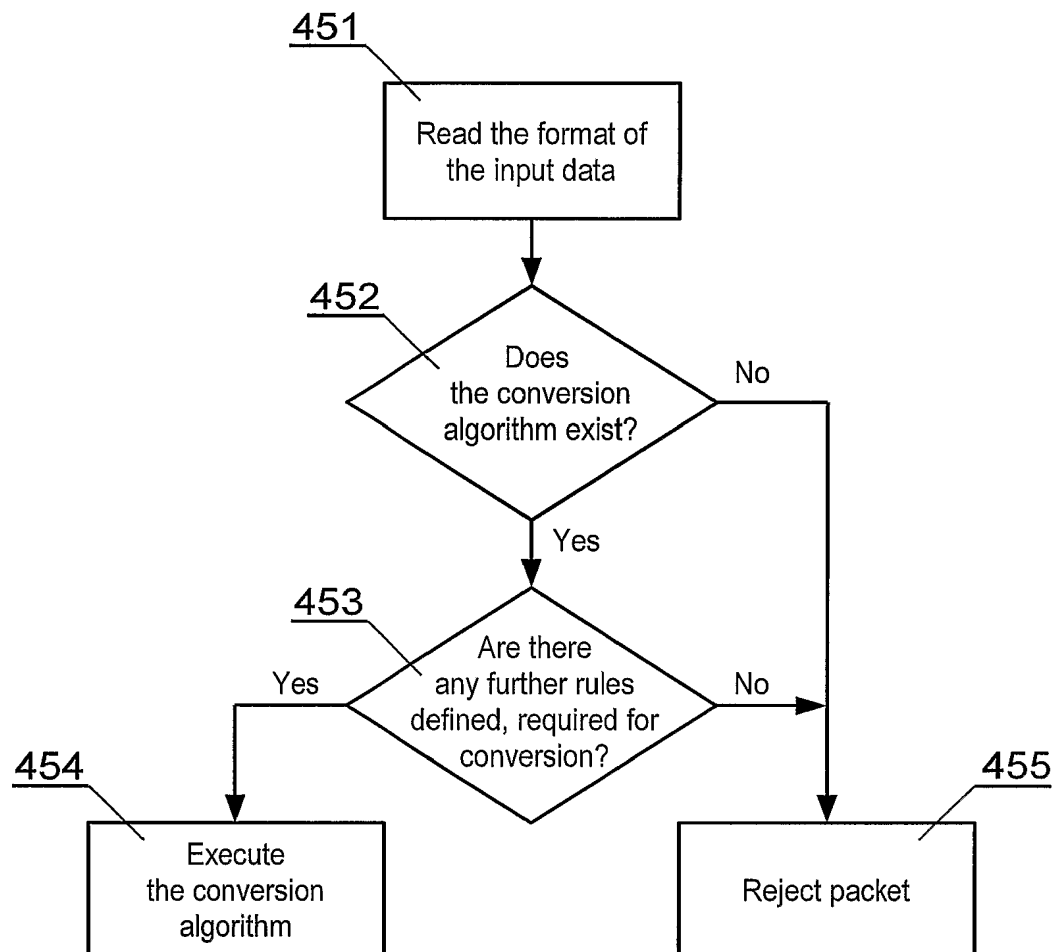 451
Read the format of
the input data
452
Does
the conversion
algorithm exist?
No
Yes
453
Are there
any further rules
defined, required for
conversion?
Yes
No
454
Execute
the conversion
algorithm
455
Reject packet